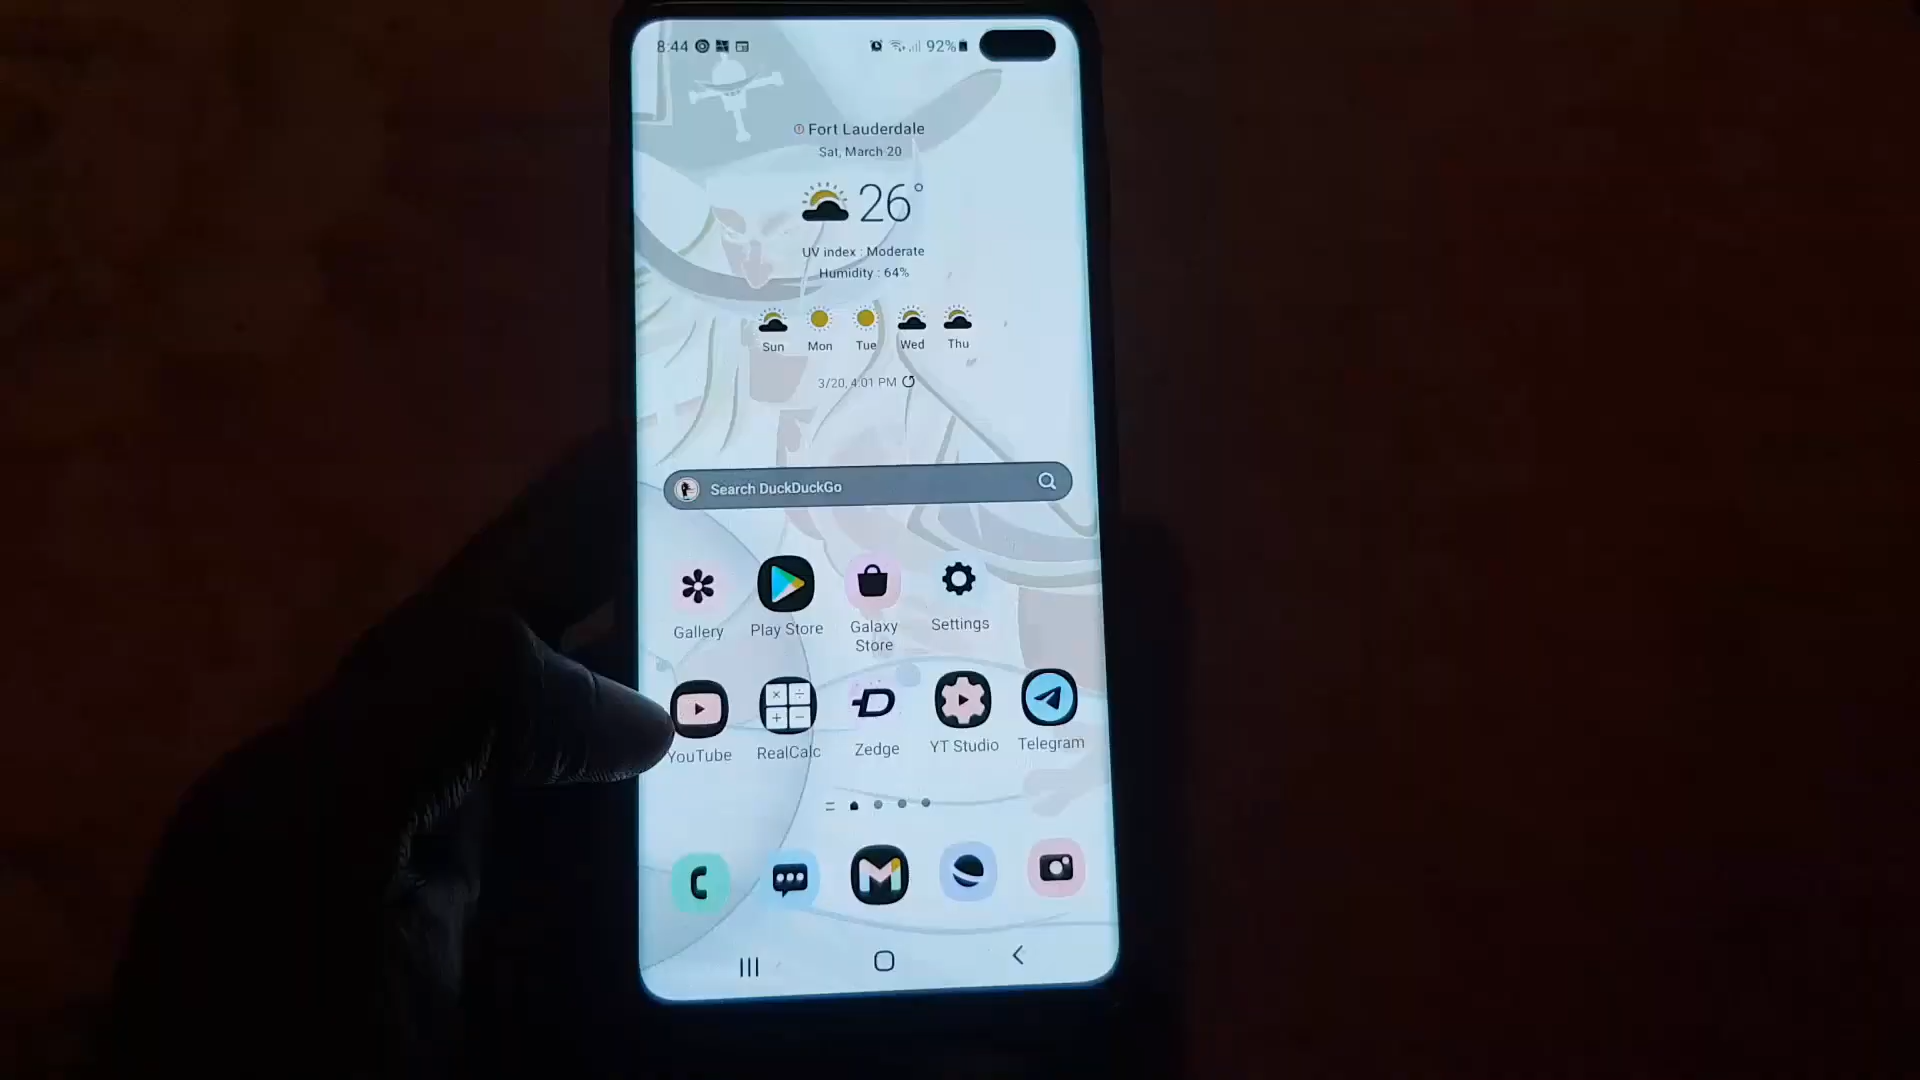 8:44
92%
Fort Lauderdale
Sat, March 20
26°
UV index : Moderate
Humidity : 64%
Sun Mon Tue Wed Thu
3/20, 4:01 PM
Search DuckDuckGo
Gallery Play Store Galaxy Store Settings
YouTube RealCalc Zedge YT Studio Telegram